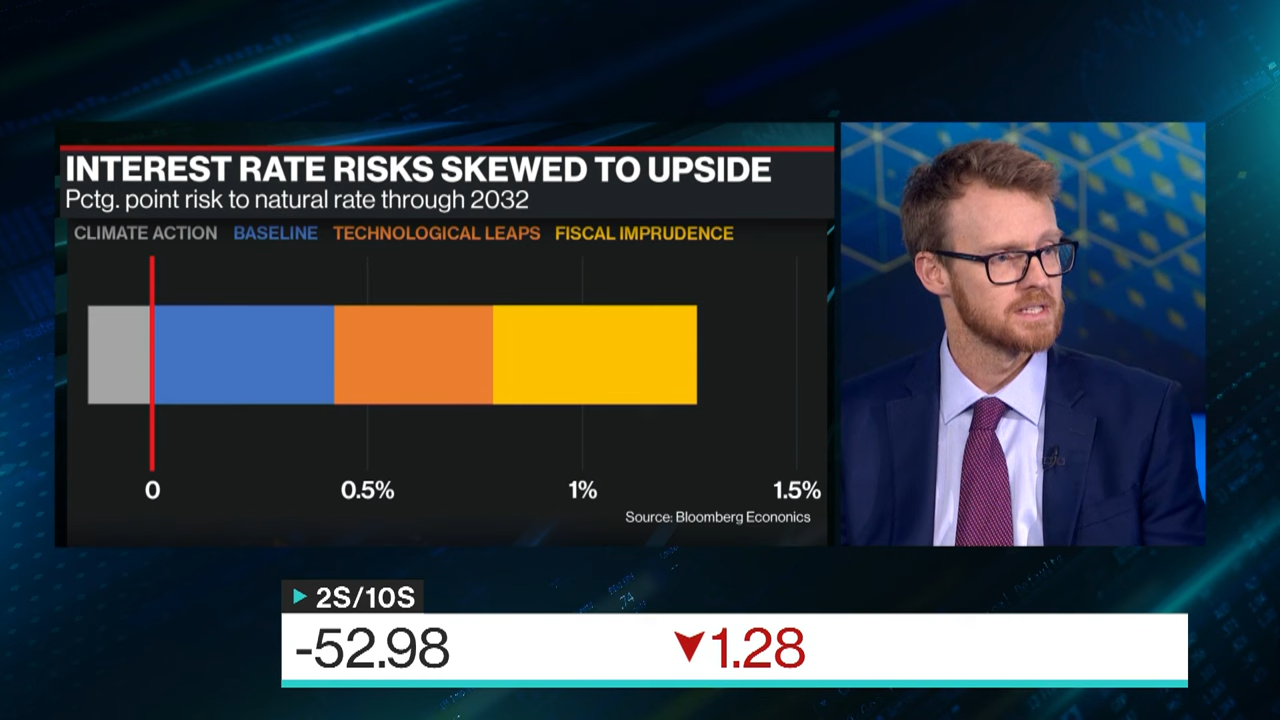 INTEREST RATE RISKS SKEWED TO UPSIDE
Pctg. point risk to natural rate through 2032
CLIMATE ACTION BASELINE TECHNOLOGICAL LEAPS FISCAL IMPRUDENCE
0 0.5% 1% 1.5%
Source: Bloomberg Economics
2S/10S
-52.98 ▼1.28